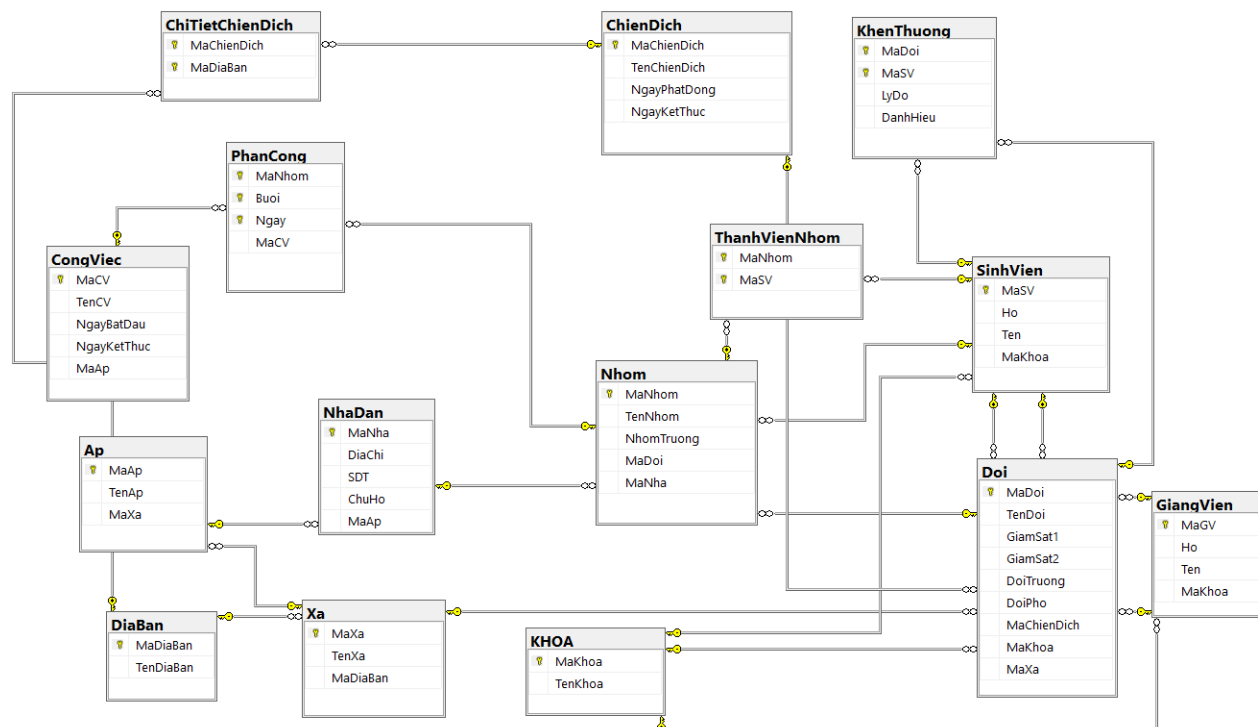 ChiTietChienDich
MaChienDich
MaDiaBan
ChienDich
MaChienDich
TenChienDich
NgayPhatDong
NgayKetThuc
KhenThuong
MaDoi
MaSV
LyDo
DanhHieu
PhanCong
MaNhom
Buoi
Ngay
MaCV
CongViec
MaCV
TenCV
NgayBatDau
NgayKetThuc
MaAp
ThanhVienNhom
MaNhom
MaSV
SinhVien
MaSV
Ho
Ten
MaKhoa
Nhom
MaNhom
TenNhom
NhomTruong
MaDoi
MaNha
NhaDan
MaNha
DiaChi
SDT
ChuHo
MaAp
Ap
MaAp
TenAp
MaXa
Doi
MaDoi
TenDoi
GiamSat1
GiamSat2
DoiTruong
DoiPho
MaChienDich
MaKhoa
MaXa
GiangVien
MaGV
Ho
Ten
MaKhoa
DiaBan
MaDiaBan
TenDiaBan
Xa
MaXa
TenXa
MaDiaBan
KHOA
MaKhoa
TenKhoa